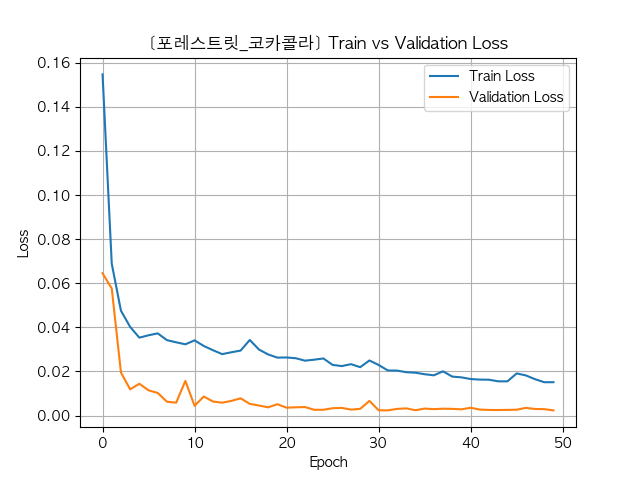 [포레스트릿_코카콜라] Train vs Validation Loss
Train Loss
Validation Loss
0.16
0.14
0.12
0.10
0.08
0.06
0.04
0.02
0.00
Loss
0 10 20 30 40 50
Epoch